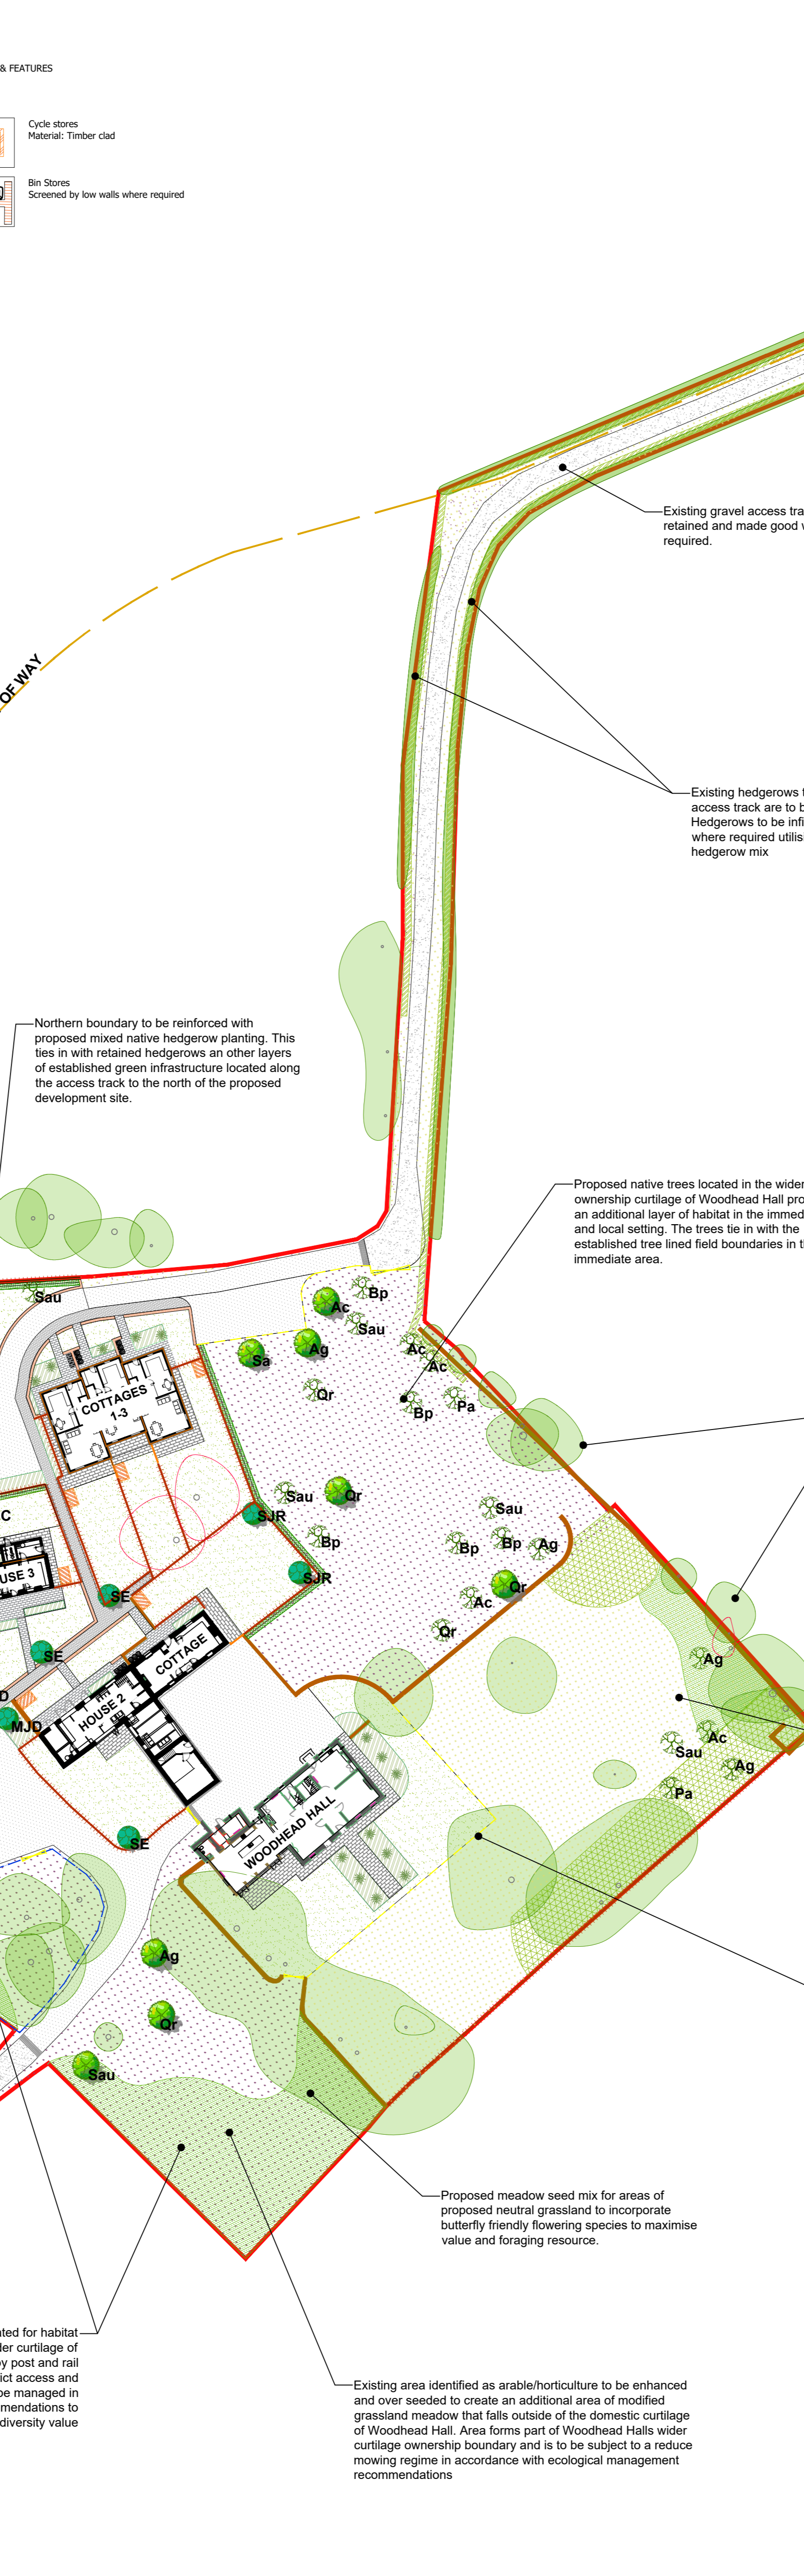 & FEATURES
Cycle stores
Material: Timber clad
Bin Stores
Screened by low walls where required
Existing gravel access tra
retained and made good w
required.
OF WAY
Existing hedgerows t
access track are to b
Hedgerows to be infi
where required utilis
hedgerow mix
Northern boundary to be reinforced with
proposed mixed native hedgerow planting. This
ties in with retained hedgerows an other layers
of established green infrastructure located along
the access track to the north of the proposed
development site.
Proposed native trees located in the wider
ownership curtilage of Woodhead Hall pro
an additional layer of habitat in the immed
and local setting. The trees tie in with the
established tree lined field boundaries in t
immediate area.
Sau
Bp
Ac
Sau
Ag
Ac
Sa
Ac
Qr
Pa
Bp
COTTAGES
1-3
Sau
Qr
Sau
C
SJR
Bp
Bp
Bp
Ag
USE 3
SJR
Qr
SE
Ac
Qr
SE
COTTAGE
Ag
D
HOUSE 2
MJD
Ac
Sau
Ag
Pa
SE
WOODHEAD HALL
Ag
Qr
Sau
Proposed meadow seed mix for areas of
proposed neutral grassland to incorporate
butterfly friendly flowering species to maximise
value and foraging resource.
nted for habitat
der curtilage of
by post and rail
ict access and
be managed in
mendations to
diversity value
Existing area identified as arable/horticulture to be enhanced
and over seeded to create an additional area of modified
grassland meadow that falls outside of the domestic curtilage
of Woodhead Hall. Area forms part of Woodhead Halls wider
curtilage ownership boundary and is to be subject to a reduce
mowing regime in accordance with ecological management
recommendations